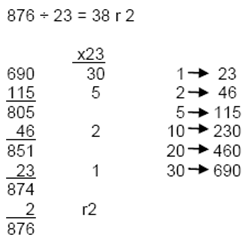 876 ÷ 23 = 38 r 2
x23
690 30
115 5
805
46 2
851
23 1
874
2 r2
876
1 → 23
2 → 46
5 → 115
10 → 230
20 → 460
30 → 690